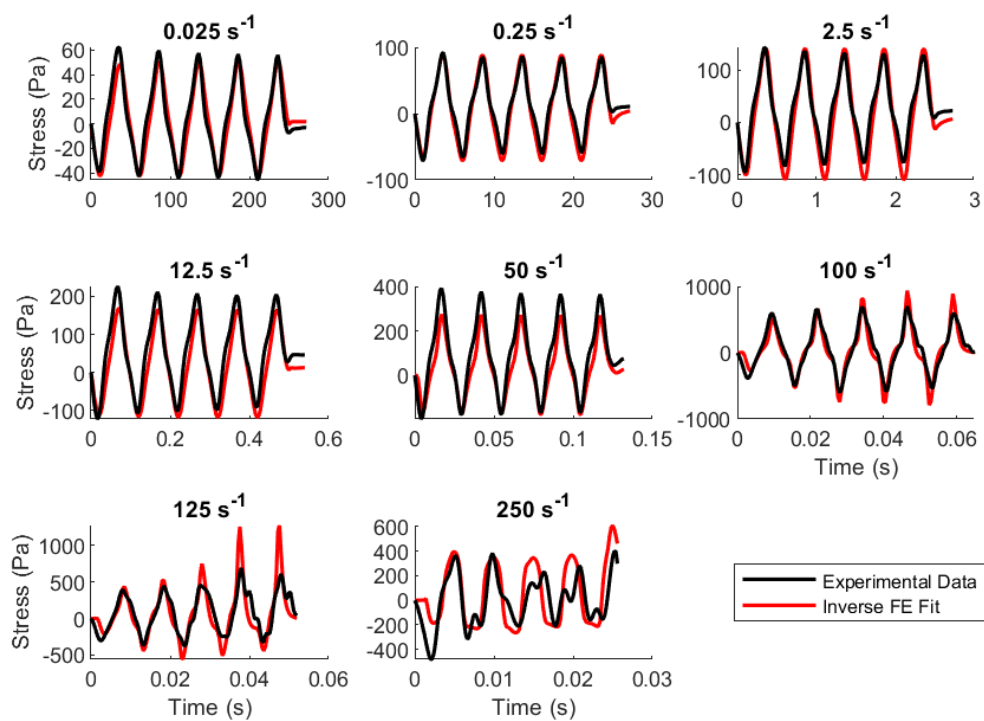 0.025 s-1
0.25 s-1
2.5 s-1
Stress (Pa)
60
40
20
0
-20
-40
0 100 200 300
100
0
-100
0 10 20 30
100
0
-100
0 1 2 3
12.5 s-1
50 s-1
100 s-1
Stress (Pa)
200
100
0
-100
0 0.2 0.4 0.6
400
200
0
0 0.05 0.1 0.15
1000
0
-1000
0 0.02 0.04 0.06
Time (s)
125 s-1
250 s-1
Stress (Pa)
1000
500
0
-500
0 0.02 0.04 0.06
Time (s)
600
400
200
0
-200
-400
0 0.01 0.02 0.03
Time (s)
Experimental Data
Inverse FE Fit